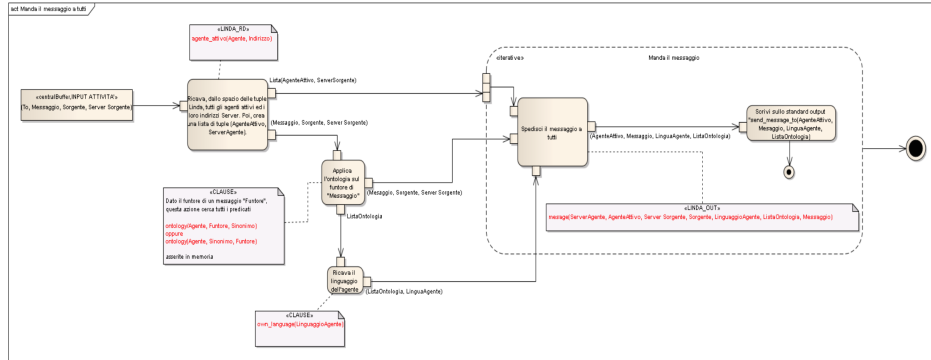 act Manda il messaggio a tutti
«LINDA_RD»
agente_attivo(Agente, Indirizzo)
«centralBuffer,INPUT ATTIVITA'»
(To, Messaggio, Sorgente, Server Sorgente)
Ricava, dallo spazio delle tuple
Linda, tutti gli agenti attivi ed i
loro indirizzi Server. Poi, crea
una lista di tuple (AgenteAttivo,
ServerAgente).
Lista(AgenteAttivo, ServerSorgente)
(Messaggio, Sorgente, Server Sorgente)
Applica
l'ontologia sul
funtore di
"Messaggio"
(Mesaggio, Sorgente, Server Sorgente)
ListaOntologia
«CLAUSE»
Dato il funtore di un messaggio "Funtore",
questa azione cerca tutti i predicati
ontology(Agente, Funtore, Sinonimo)
oppure
ontology(Agente, Sinonimo, Funtore)
asserite in memoria
Ricava il
linguaggio
dell'agente
(ListaOntologia, LinguaAgente)
«CLAUSE»
own_language(LinguaggioAgente)
«iterative»
Manda il messaggio
Spedisci il messaggio a
tutti
(AgenteAttivo, Messaggio, LinguaAgente, ListaOntologia)
Scrivi sullo standard output
"send_message_to(AgenteAttivo,
Mesaggio, LinguaAgente,
ListaOntologia)
«LINDA_OUT»
mesage(ServerAgente, AgenteAttivo, Server Sorgente, Sorgente, LinguaggioAgente, ListaOntologia, Messaggio)